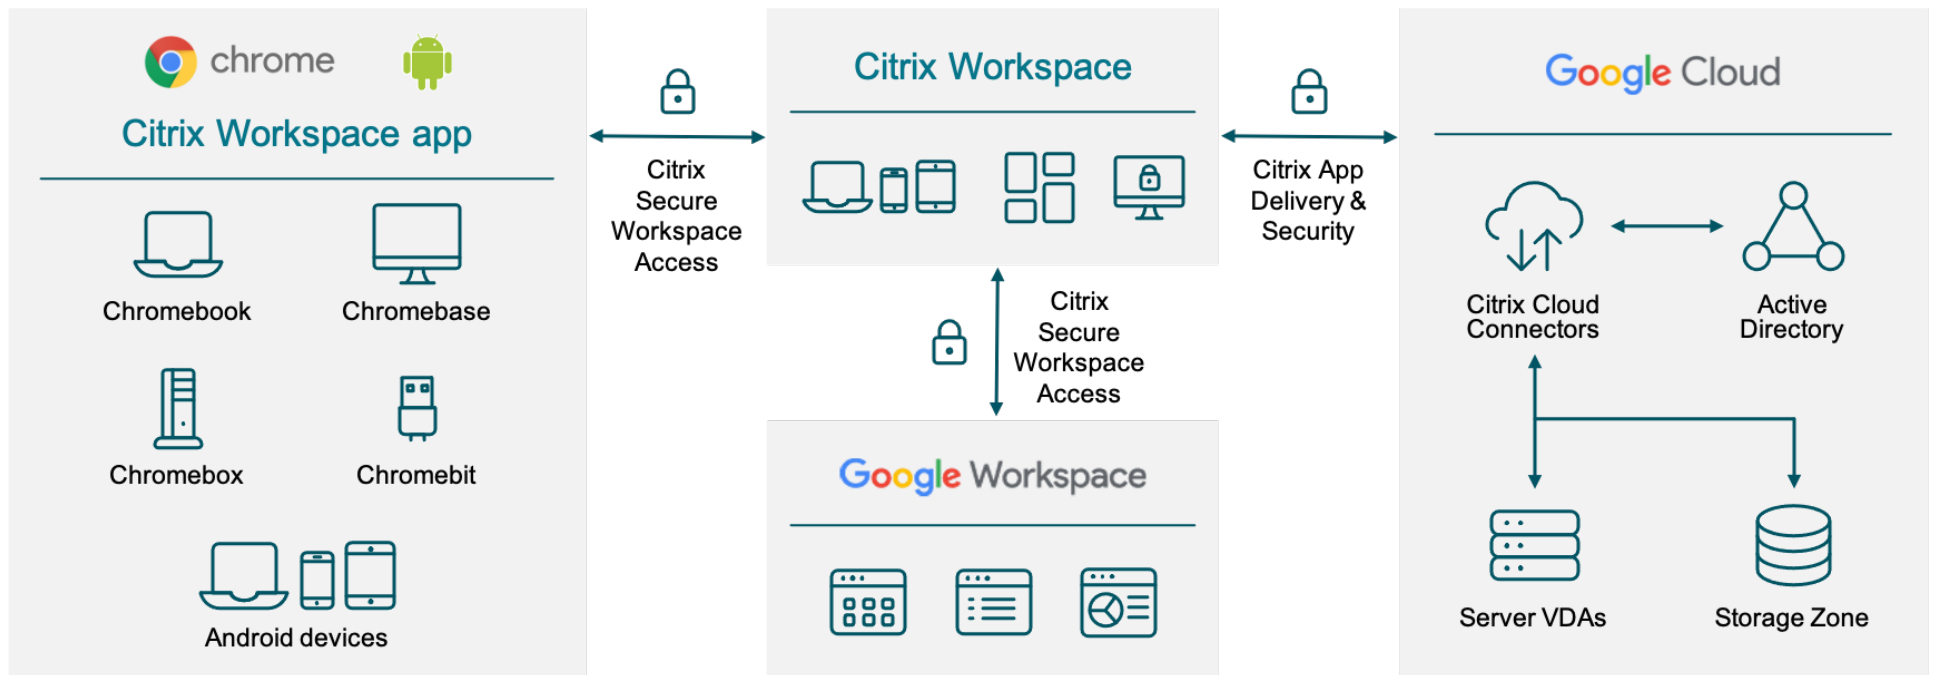 chrome
Citrix Workspace app
Chromebook
Chromebase
Chromebox
Chromebit
Android devices
Citrix
Secure
Workspace
Access
Citrix Workspace
Citrix
Secure
Workspace
Access
Google Workspace
Citrix App
Delivery &
Security
Google Cloud
Citrix Cloud
Connectors
Active
Directory
Server VDAs
Storage Zone